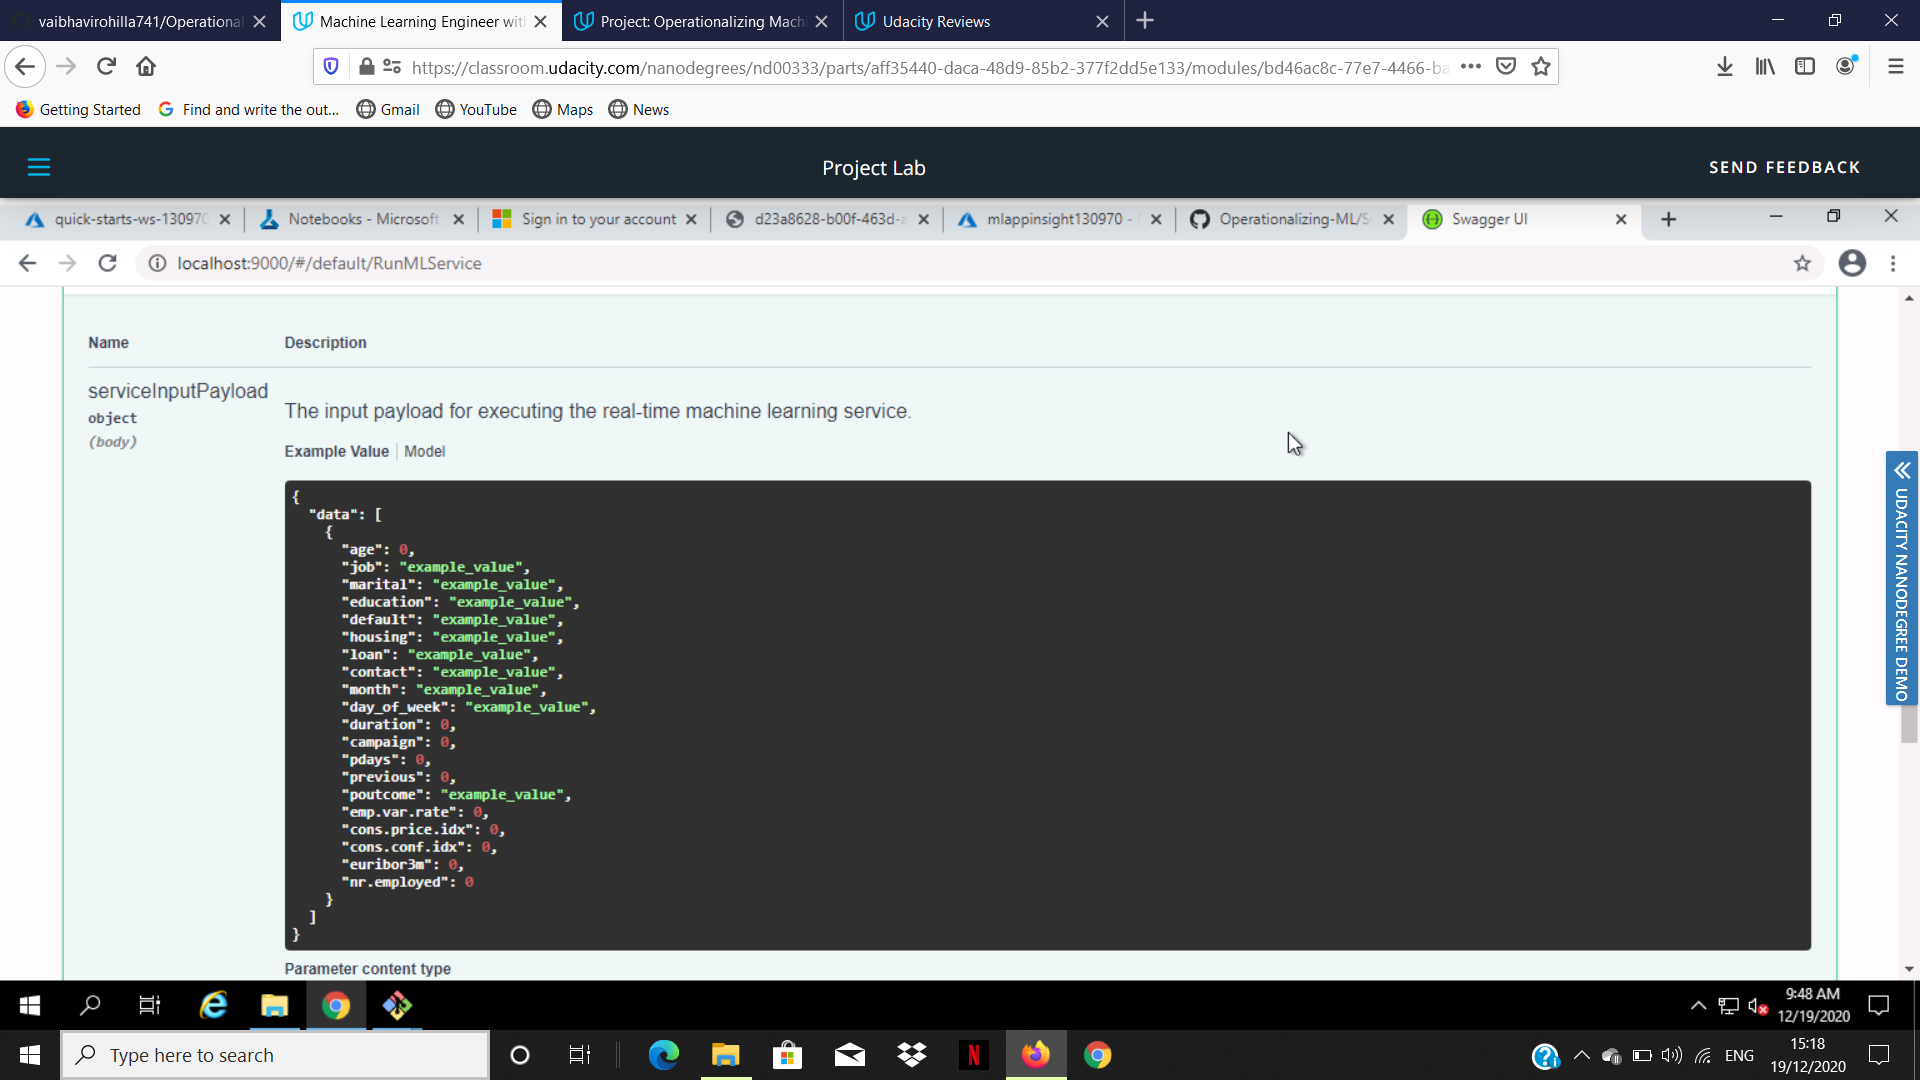 vaibhavirohilla741/Operational
Machine Learning Engineer wit
Project: Operationalizing Machi
Udacity Reviews
https://classroom.udacity.com/nanodegrees/nd00333/parts/aff35440-daca-48d9-85b2-377f2dd5e133/modules/bd46ac8c-77e7-4466-ba
Getting Started
Find and write the out...
Gmail
YouTube
Maps
News
Project Lab
SEND FEEDBACK
quick-starts-ws-130970
Notebooks - Microsoft
Sign in to your account
d23a8628-b00f-463d-a
mlappinsight130970 -
Operationalizing-ML/S
Swagger UI
localhost:9000/#/default/RunMLService
Name
Description
serviceInputPayload
object
(body)
The input payload for executing the real-time machine learning service.
Example Value
Model
{
"data": [
{
"age": 0,
"job": "example_value",
"marital": "example_value",
"education": "example_value",
"default": "example_value",
"housing": "example_value",
"loan": "example_value",
"contact": "example_value",
"month": "example_value",
"day_of_week": "example_value",
"duration": 0,
"campaign": 0,
"pdays": 0,
"previous": 0,
"poutcome": "example_value",
"emp.var.rate": 0,
"cons.price.idx": 0,
"cons.conf.idx": 0,
"euribor3m": 0,
"nr.employed": 0
}
]
}
Parameter content type
UDACITY NANODEGREE DEMO
9:48 AM
12/19/2020
Type here to search
ENG
15:18
19/12/2020